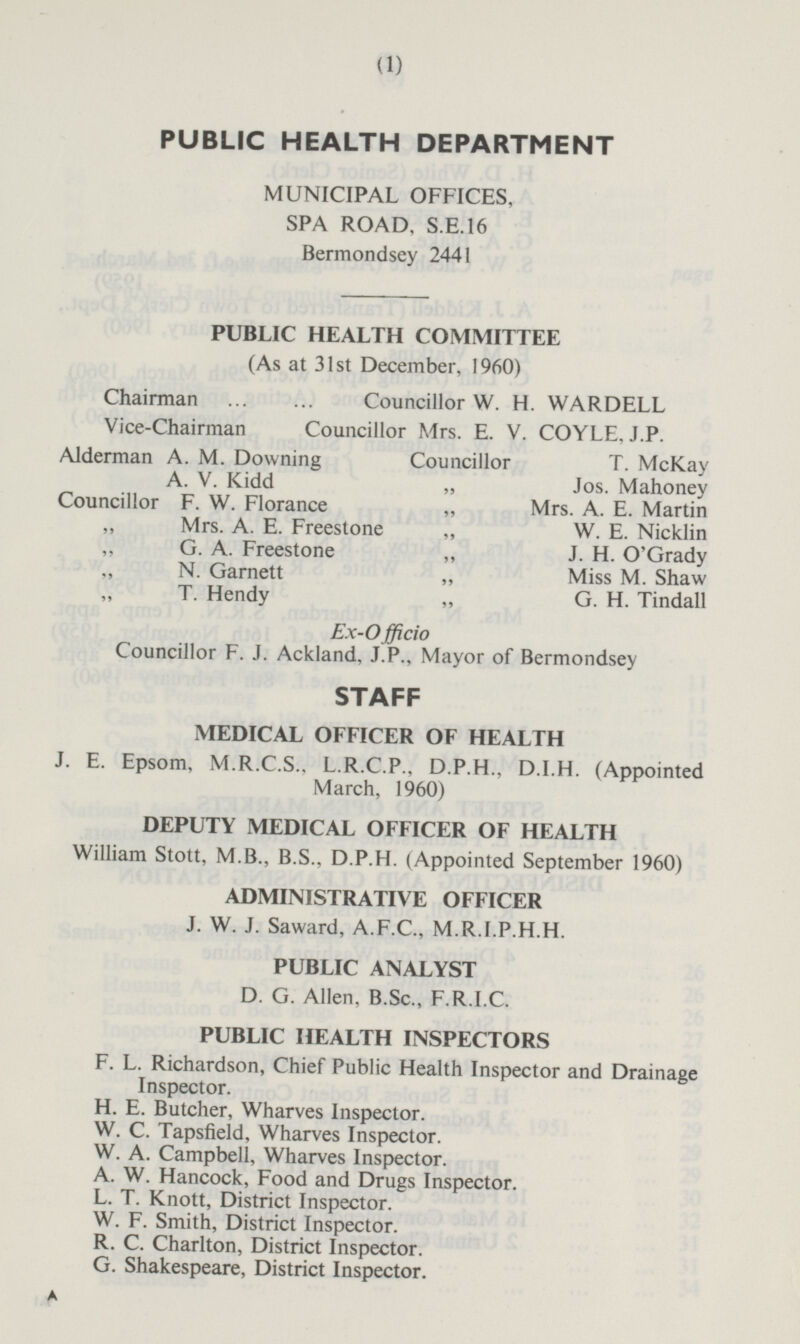 (1)
PUBLIC HEALTH DEPARTMENT
MUNICIPAL OFFICES,
SPA ROAD, S.E.16
Bermondsey 2441
PUBLIC HEALTH COMMITTEE
(As at 31st December, 1960)
Chairman ... ... Councillor W. H. WARDELL
Vice-Chairman Councillor Mrs. E. V. COYLE, J.P.
Alderman A. M. Downing Councillor T. McKay
A. V. Kidd ,, Jos. Mahoney
Councillor F. W. Florance ,, Mrs. A. E. Martin
,, Mrs. A. E. Freestone ,, W. E. Nicklin
,, G. A. Freestone ,, J. H. O'Grady
,, N. Garnett ,, Miss M. Shaw
,, T. Hendy ,, G. H. Tindall
Ex-Officio
Councillor F. J. Ackland, J.P., Mayor of Bermondsey
STAFF
MEDICAL OFFICER OF HEALTH
J. E. Epsom, M.R.C.S., L.R.C.P., D.P.H., D.I.H. (Appointed
March, 1960)
DEPUTY MEDICAL OFFICER OF HEALTH
William Stott, M.B., B.S., D.P.H. (Appointed September 1960)
ADMINISTRATIVE OFFICER
J. W. J. Saward, A.F.C., M.R.I.P.H.H.
PUBLIC ANALYST
D. G. Allen, B.Sc., F.R.I.C.
PUBLIC HEALTH INSPECTORS
F. L. Richardson, Chief Public Health Inspector and Drainage
Inspector.
H. E. Butcher, Wharves Inspector.
W. C. Tapsfield, Wharves Inspector.
W. A. Campbell, Wharves Inspector.
A. W. Hancock, Food and Drugs Inspector.
L. T. Knott, District Inspector.
W. F. Smith, District Inspector.
R. C. Charlton, District Inspector.
G. Shakespeare, District Inspector.
A